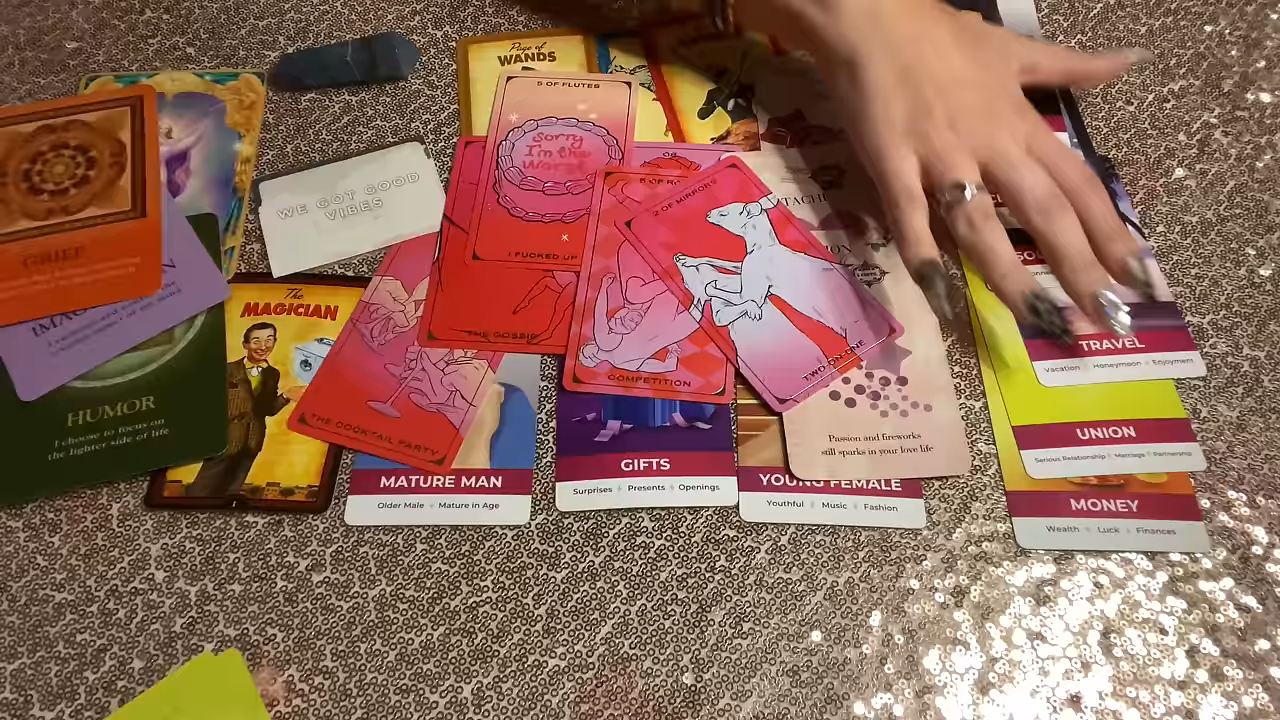 Page of
WANDS
5 OF FLUTES
Sorry
I'm the
Worst
I FUCKED UP
WE GOT GOOD
VIBES
GRIEF
HUMOR
I choose to focus on
the lighter side of life
The
MAGICIAN
THE COCKTAIL PARTY
THE GOSSIP
COMPETITION
2 OF MIRRORS
TWO-ON-ONE
MATURE MAN
Older Male Mature in Age
GIFTS
Surprises Presents Openings
YOUNG FEMALE
Youthful Music Fashion
Passion and fireworks
still sparks in your love life
TRAVEL
Vacation Honeymoon Enjoyment
UNION
Serious Relationship Marriage Partnership
MONEY
Wealth Luck Finances